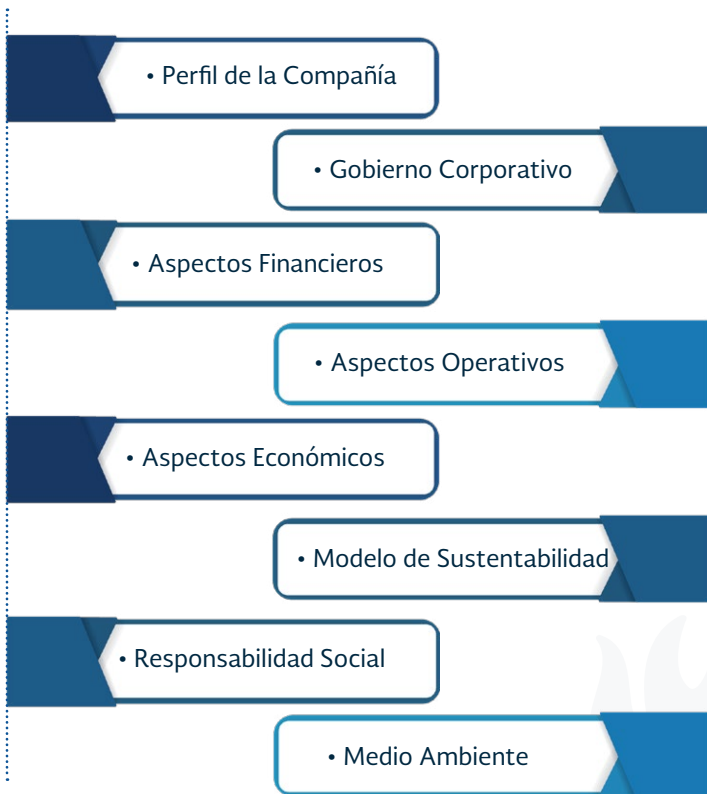 • Perfil de la Compañía
• Gobierno Corporativo
• Aspectos Financieros
• Aspectos Operativos
• Aspectos Económicos
• Modelo de Sustentabilidad
• Responsabilidad Social
• Medio Ambiente